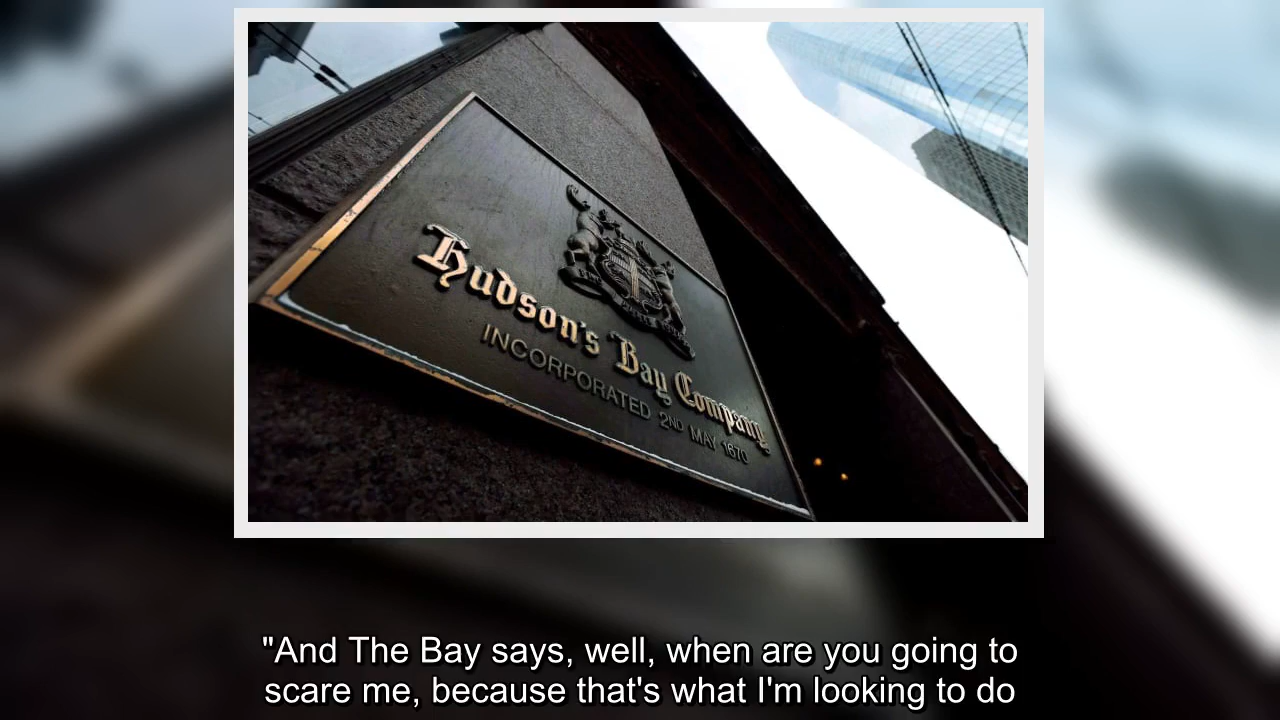 Hudson's Bay Company
INCORPORATED 2ND MAY 1670
"And The Bay says, well, when are you going to
scare me, because that's what I'm looking to do